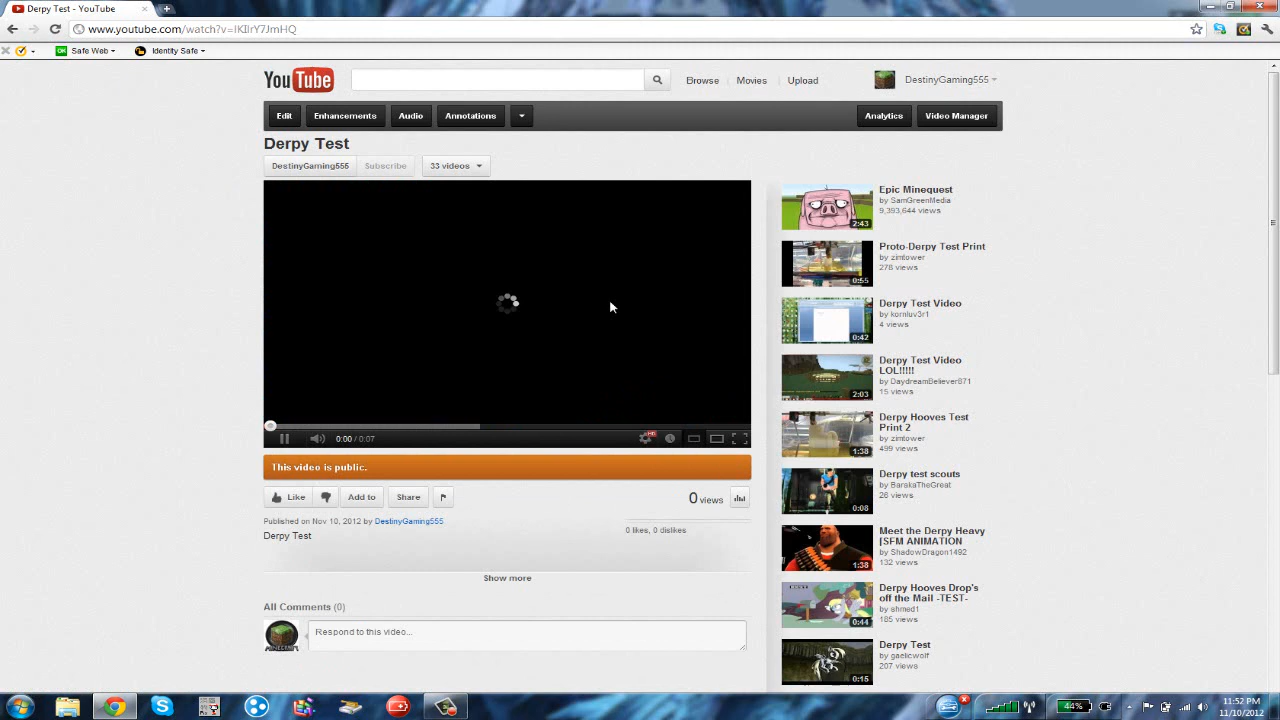 Derpy Test - YouTube
www.youtube.com/watch?v=IKIIrY7JmHQ
OK Safe Web
Identity Safe
YouTube
Browse Movies Upload DestinyGaming555
Edit Enhancements Audio Annotations Analytics Video Manager
Derpy Test
DestinyGaming555 Subscribe 33 videos
0:00 / 0:07
HD
This video is public.
Like Add to Share 0 views
Published on Nov 10, 2012 by DestinyGaming555
0 likes, 0 dislikes
Derpy Test
Show more
All Comments (0)
MINECRAFT
Respond to this video...
2:43
Epic Minequest
by SamGreenMedia
9,393,644 views
0:55
Proto-Derpy Test Print
by zimtower
278 views
0:42
Derpy Test Video
by kornluv3r1
4 views
2:03
Derpy Test Video
LOL!!!!!
by DaydreamBeliever871
15 views
1:38
Derpy Hooves Test
Print 2
by zimtower
499 views
0:08
Derpy test scouts
by BarskaTheGreat
26 views
1:38
Meet the Derpy Heavy
[SFM ANIMATION
by ShadowDragon1492
132 views
0:44
Derpy Hooves Drop's
off the Mail -TEST-
by ahmad1
185 views
0:15
Derpy Test
by gaelicwolf
207 views
44%
11:52 PM
11/10/2012